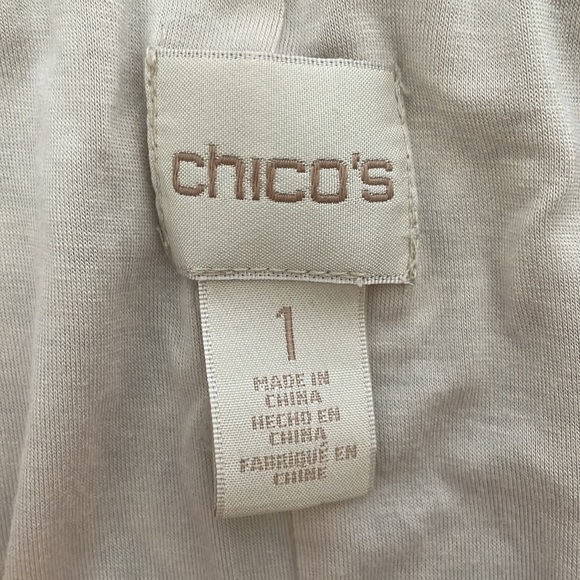 chico's
1
MADE IN
CHINA
HECHO EN
CHINA
FABRIQUÉ EN
CHINE